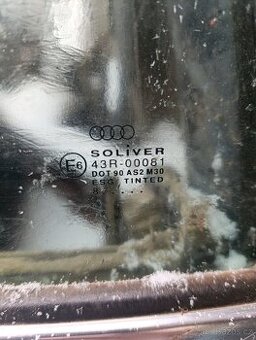 SOLIVER
E6
43R-00081
DOT 90 AS2 M30
ESG TINTED